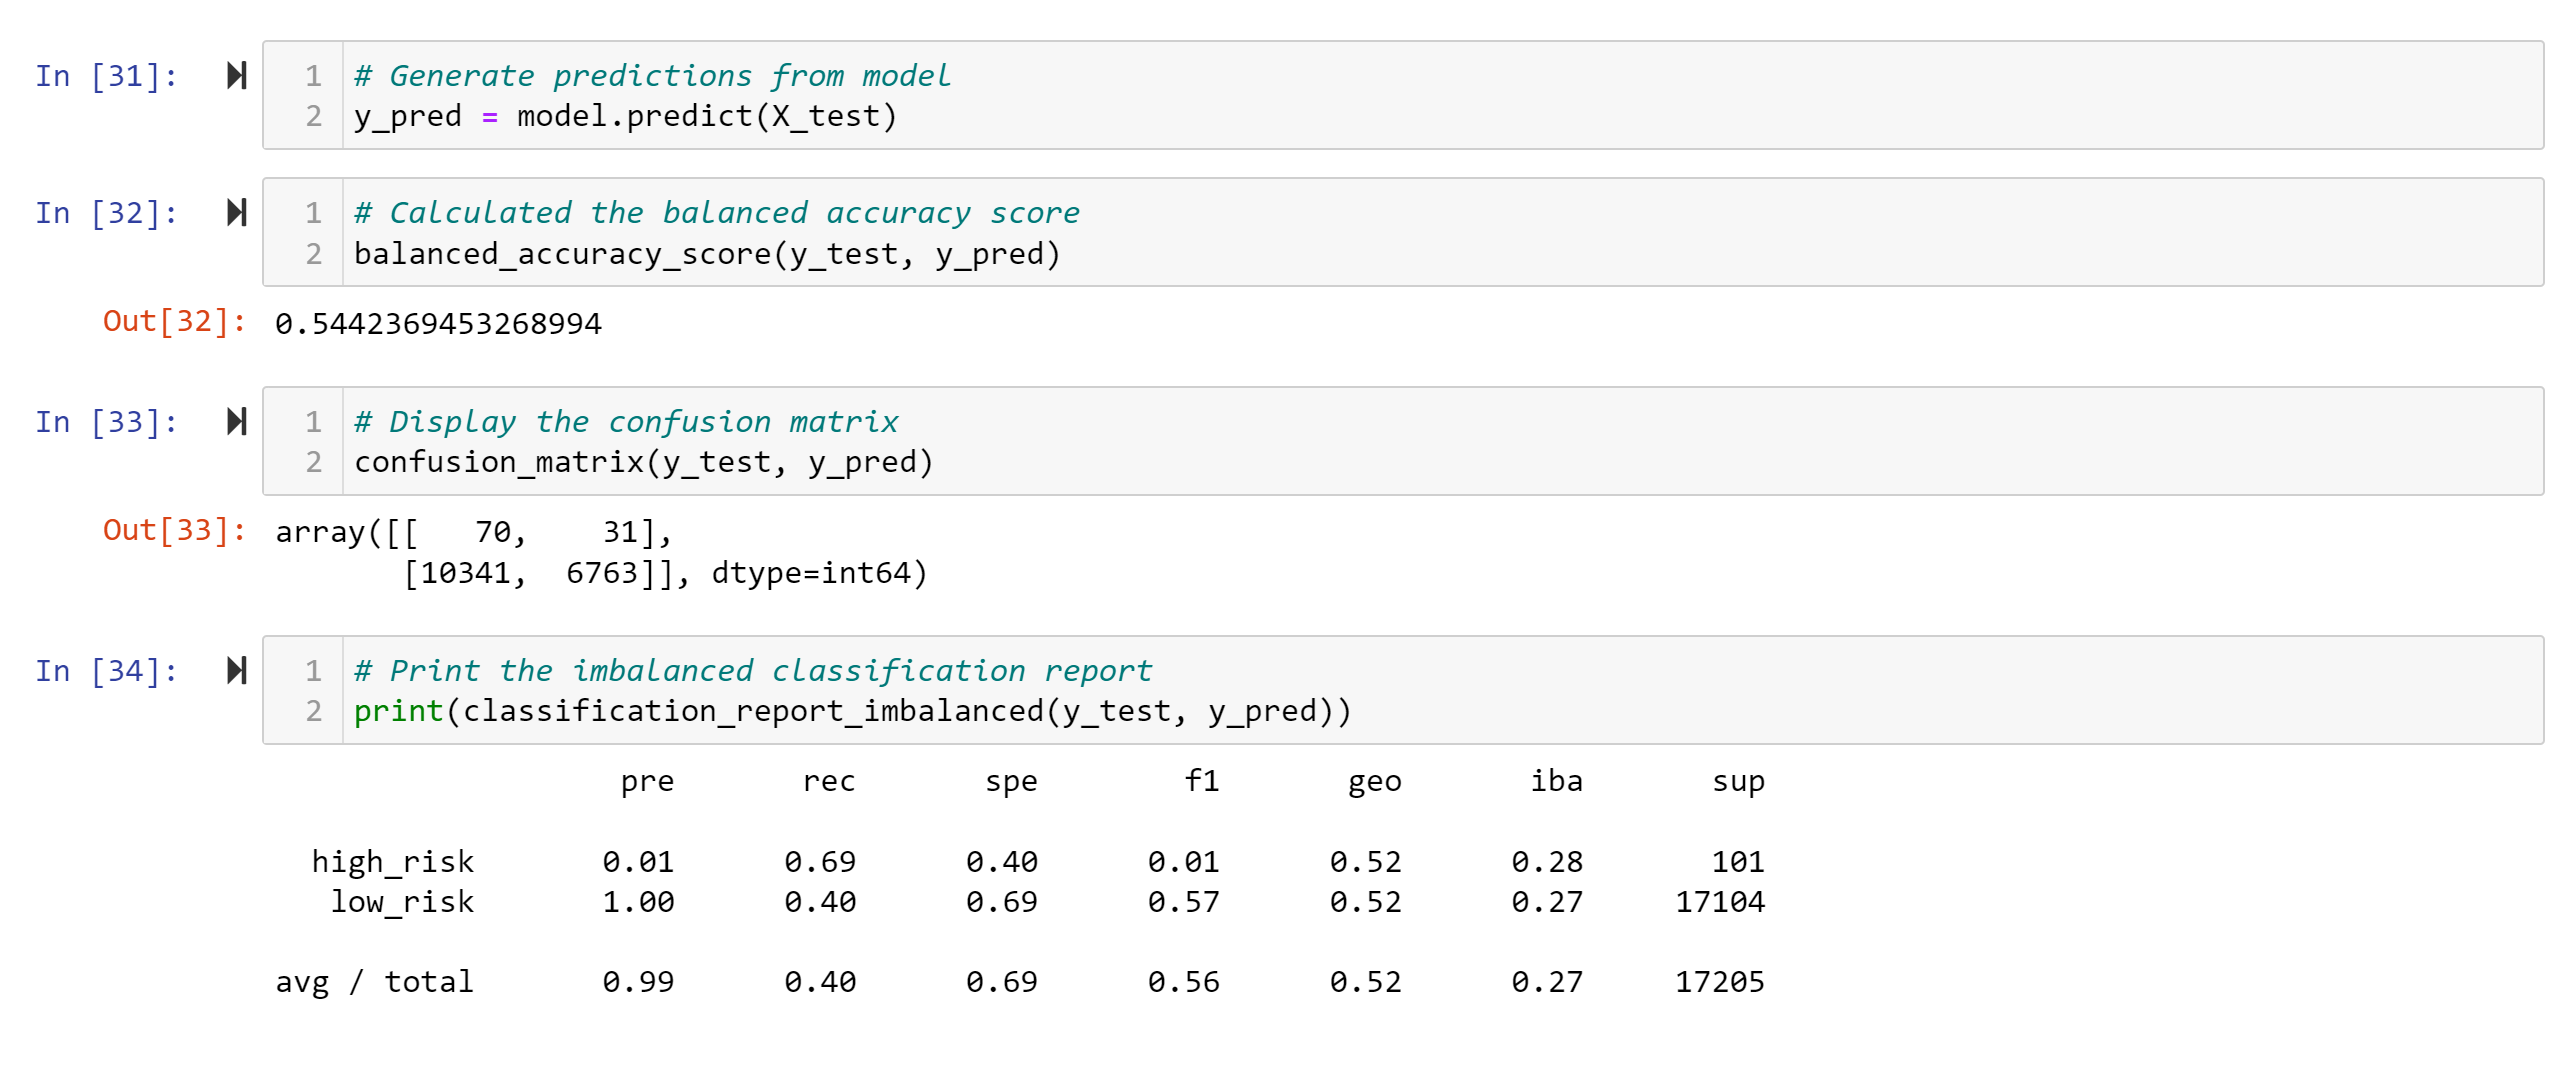 In [31]:
1 # Generate predictions from model
2 y_pred = model.predict(X_test)
In [32]:
1 # Calculated the balanced accuracy score
2 balanced_accuracy_score(y_test, y_pred)
Out[32]: 0.5442369453268994
In [33]:
1 # Display the confusion matrix
2 confusion_matrix(y_test, y_pred)
Out[33]: array([[   70,    31],
       [10341,  6763]], dtype=int64)
In [34]:
1 # Print the imbalanced classification report
2 print(classification_report_imbalanced(y_test, y_pred))
pre rec spe f1 geo iba sup
high_risk 0.01 0.69 0.40 0.01 0.52 0.28 101
low_risk 1.00 0.40 0.69 0.57 0.52 0.27 17104
avg / total 0.99 0.40 0.69 0.56 0.52 0.27 17205